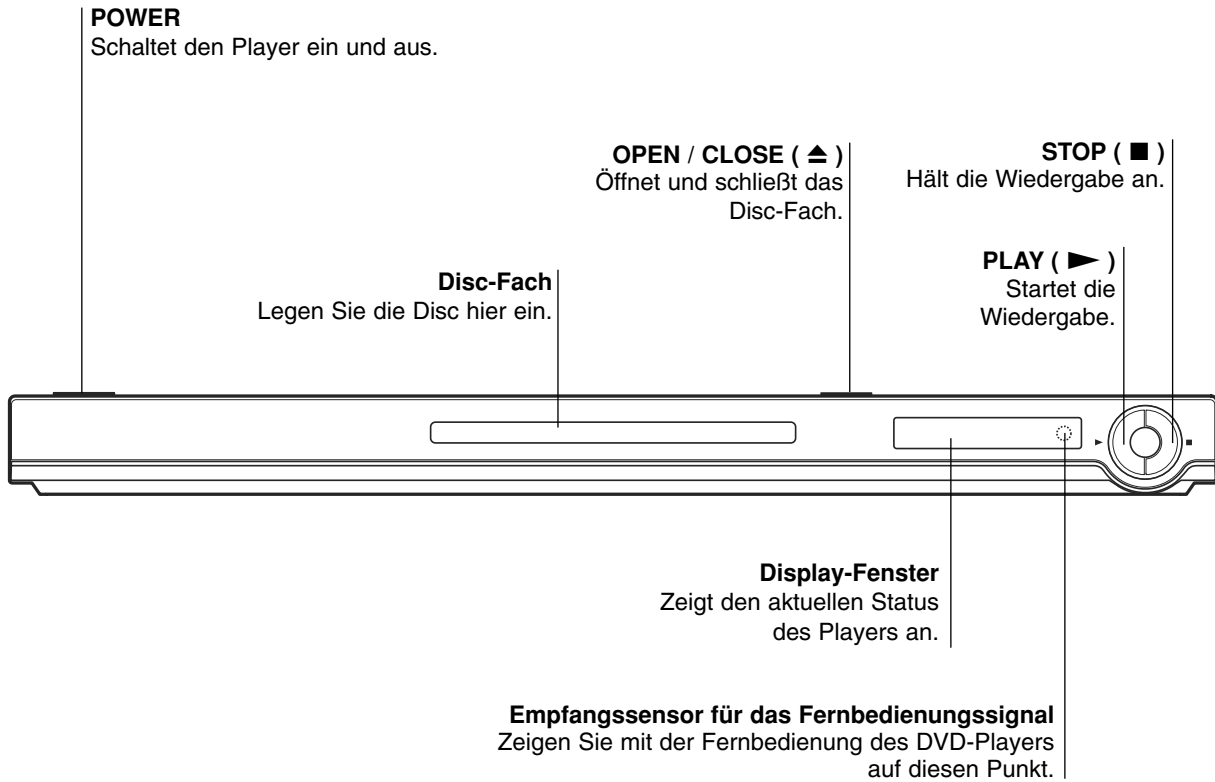 POWER
Schaltet den Player ein und aus.
OPEN / CLOSE ( ⏏ )
Öffnet und schließt das
Disc-Fach.
STOP ( ■ )
Hält die Wiedergabe an.
Disc-Fach
Legen Sie die Disc hier ein.
PLAY ( ► )
Startet die
Wiedergabe.
Display-Fenster
Zeigt den aktuellen Status
des Players an.
Empfangssensor für das Fernbedienungssignal
Zeigen Sie mit der Fernbedienung des DVD-Players
auf diesen Punkt.